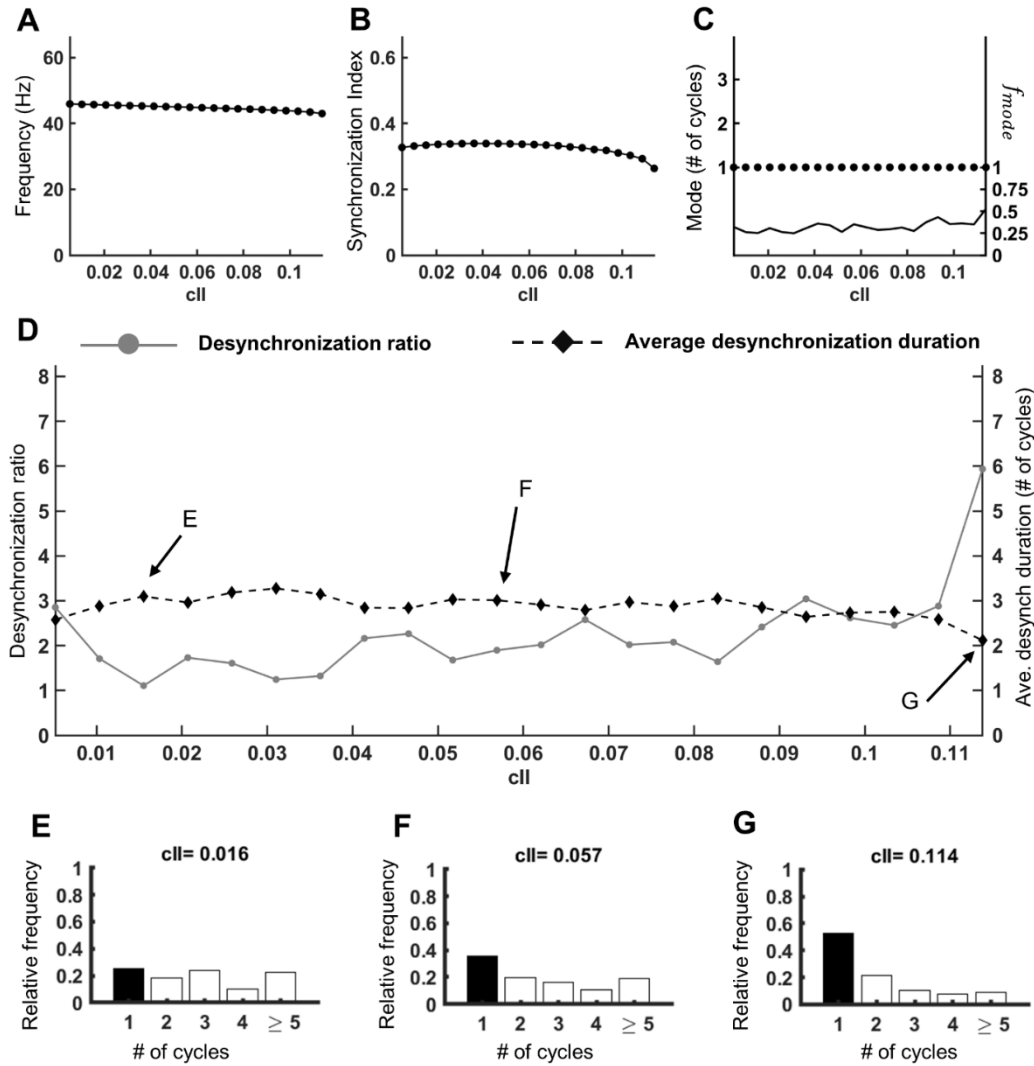 A
Frequency (Hz)
60
40
20
0
0.02 0.04 0.06 0.08 0.1
cII
B
Synchronization Index
0.6
0.4
0.2
0
0.02 0.04 0.06 0.08 0.1
cII
C
Mode (# of cycles)
3
2
1
f_mode
1
0.75
0.5
0.25
0
0.02 0.04 0.06 0.08 0.1
cII
D
Desynchronization ratio
Average desynchronization duration
Desynchronization ratio
8
7
6
5
4
3
2
1
0
Ave. desynch duration (# of cycles)
8
7
6
5
4
3
2
1
0
E
F
G
0.01 0.02 0.03 0.04 0.05 0.06 0.07 0.08 0.09 0.1 0.11
cII
E
cII= 0.016
Relative frequency
1
0.8
0.6
0.4
0.2
0
1 2 3 4 ≥ 5
# of cycles
F
cII= 0.057
Relative frequency
1
0.8
0.6
0.4
0.2
0
1 2 3 4 ≥ 5
# of cycles
G
cII= 0.114
Relative frequency
1
0.8
0.6
0.4
0.2
0
1 2 3 4 ≥ 5
# of cycles